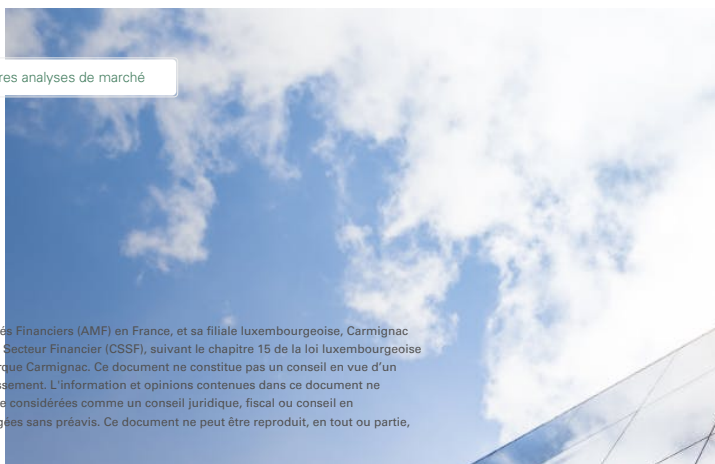 res analyses de marché
és Financiers (AMF) en France, et sa filiale luxembourgeoise, Carmignac
Secteur Financier (CSSF), suivant le chapitre 15 de la loi luxembourgeoise
rque Carmignac. Ce document ne constitue pas un conseil en vue d'un
ssement. L'information et opinions contenues dans ce document ne
e considérées comme un conseil juridique, fiscal ou conseil en
gées sans préavis. Ce document ne peut être reproduit, en tout ou partie,